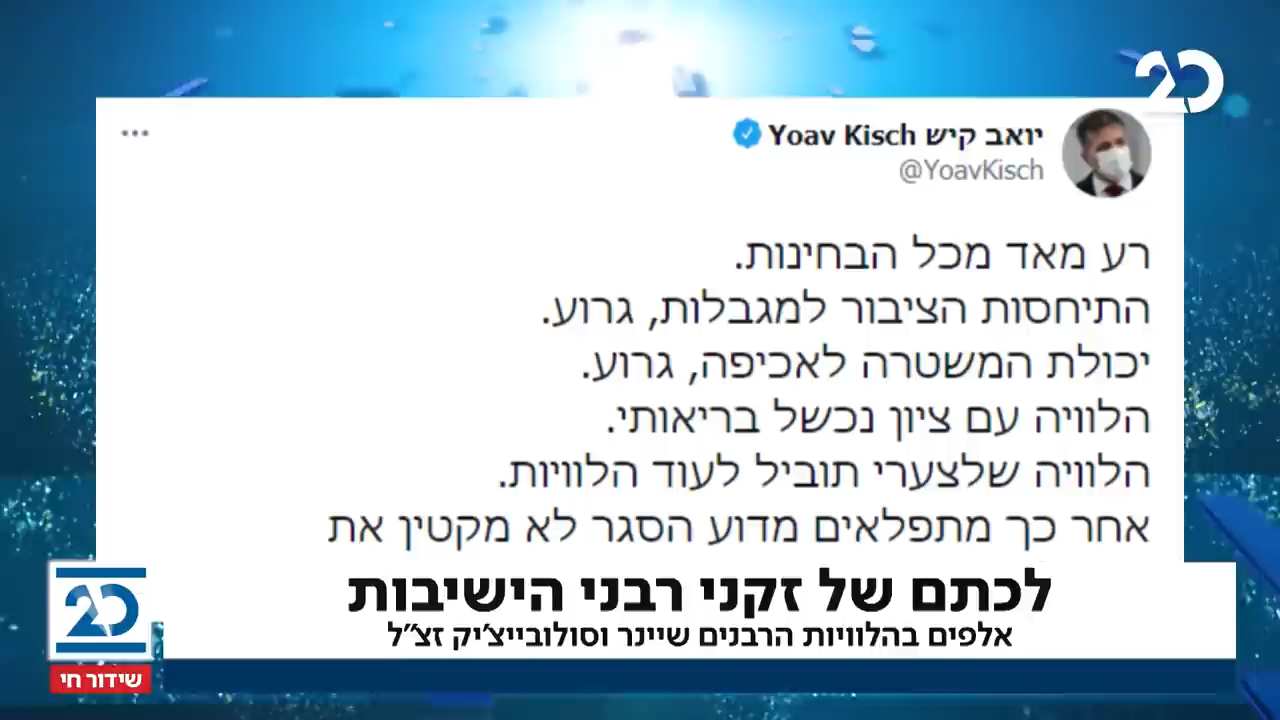 20
יואב קיש Yoav Kisch
@YoavKisch
רע מאד מכל הבחינות.
התיחסות הציבור למגבלות, גרוע.
יכולת המשטרה לאכיפה, גרוע.
הלוויה עם ציון נכשל בריאותי.
הלוויה שלצערי תוביל לעוד הלוויות.
אחר כך מתפלאים מדוע הסגר לא מקטין את
לכתם של זקני רבני הישיבות
אלפים בהלוויות הרבנים שיינר וסולובייצ'יק זצ"ל
20
שידור חי